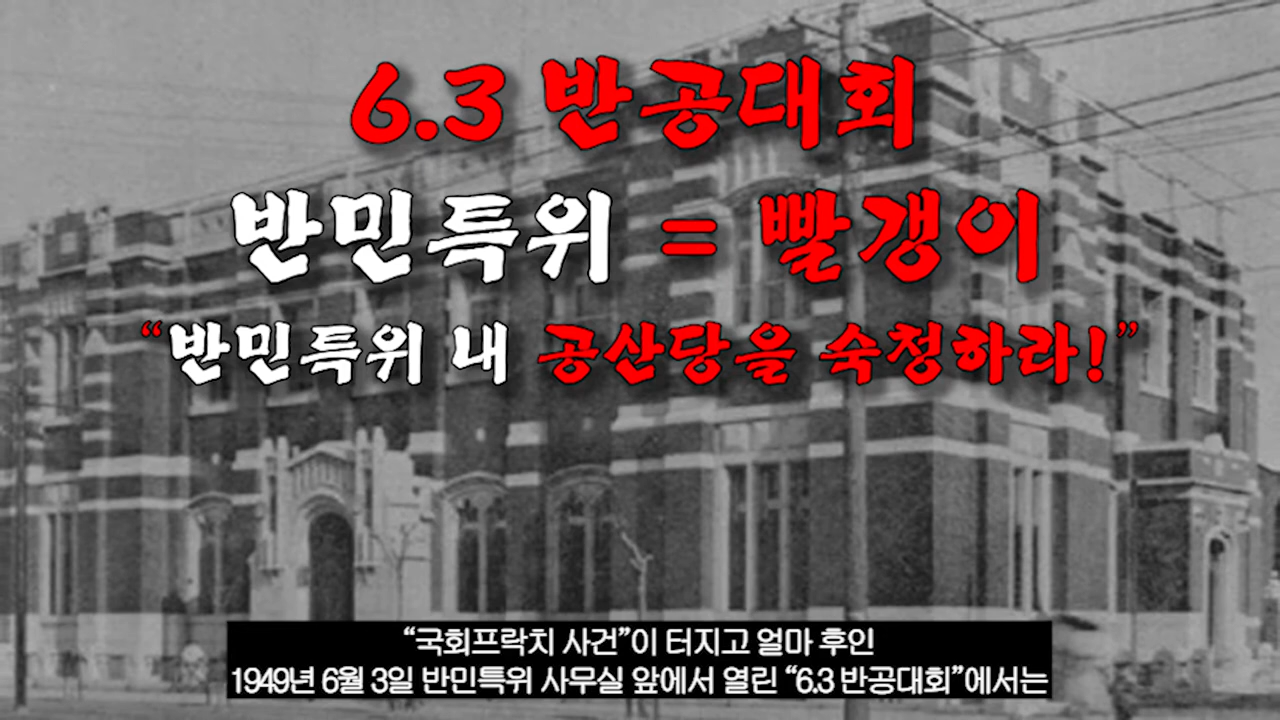 6.3 반공대회
반민특위 = 빨갱이
“반민특위 내 공산당을 숙청하라!”
“국회프락치 사건”이 터지고 얼마 후인
1949년 6월 3일 반민특위 사무실 앞에서 열린 “6.3 반공대회”에서는